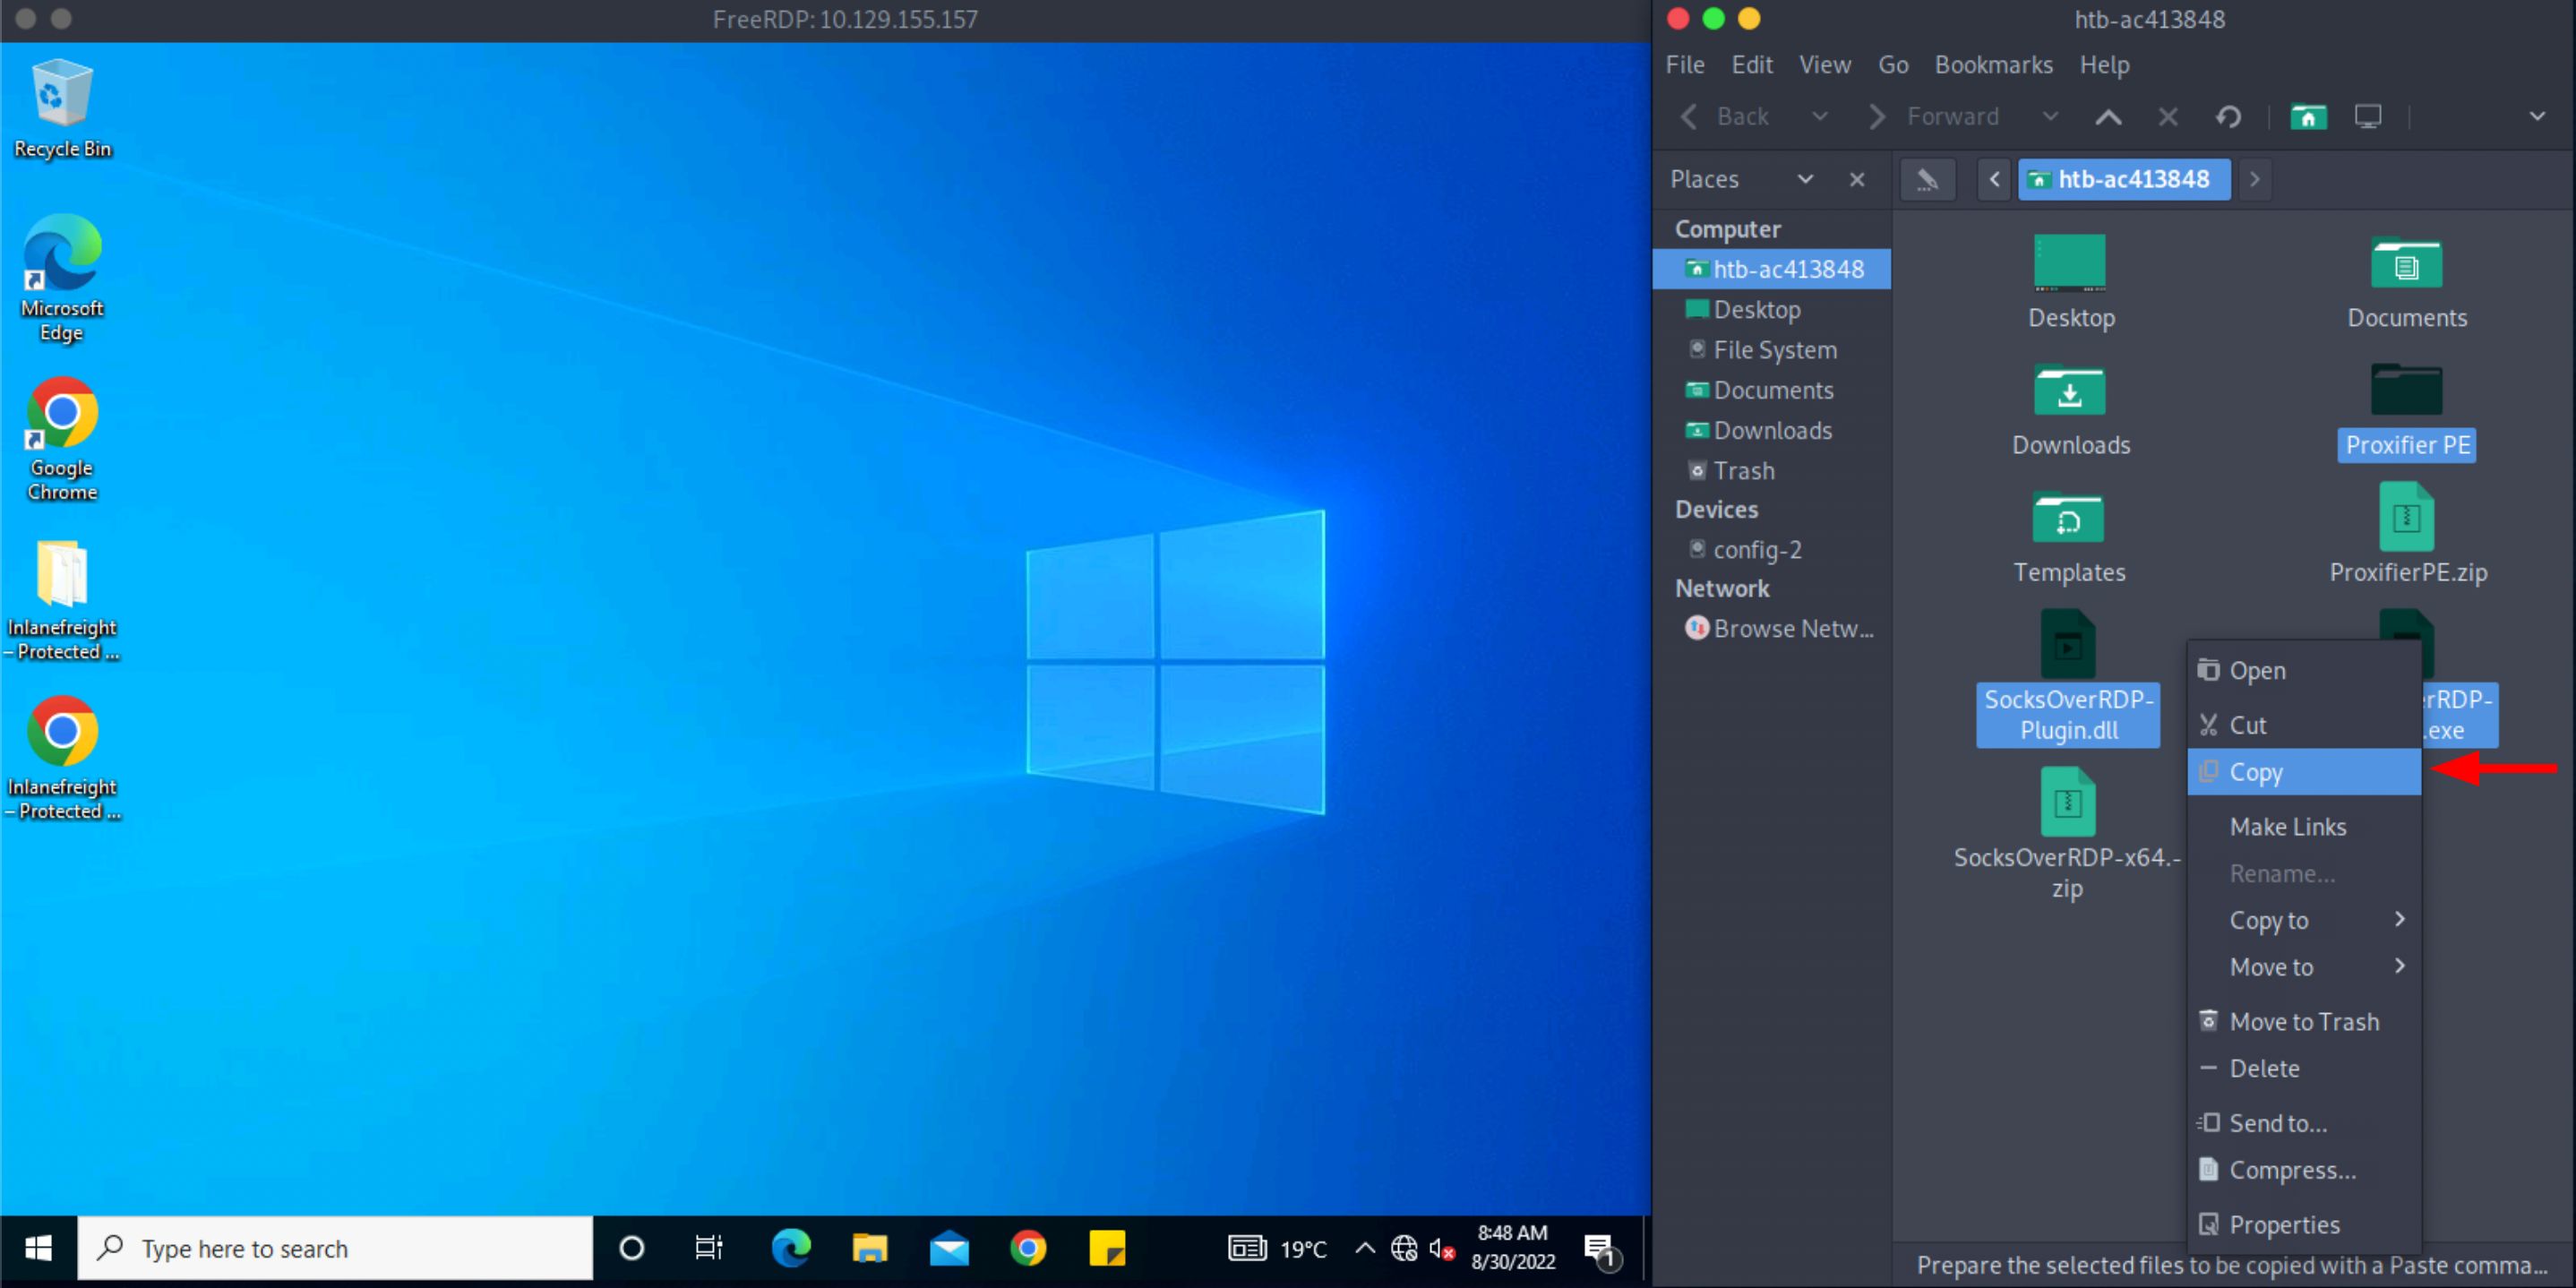 FreeRDP: 10.129.155.157
Recycle Bin
Microsoft
Edge
Google
Chrome
Inlanefreight
– Protected ...
Inlanefreight
– Protected ...
Type here to search
19°C
8:48 AM
8/30/2022
1
htb-ac413848
File Edit View Go Bookmarks Help
Back Forward
Places
htb-ac413848
Computer
htb-ac413848
Desktop
File System
Documents
Downloads
Trash
Devices
config-2
Network
Browse Netw...
Desktop
Documents
Downloads
Proxifier PE
Templates
ProxifierPE.zip
SocksOverRDP-
Plugin.dll
rRDP-
.exe
SocksOverRDP-x64.-
zip
Open
Cut
Copy
Make Links
Rename...
Copy to
Move to
Move to Trash
Delete
Send to...
Compress...
Properties
Prepare the selected files to be copied with a Paste comma...